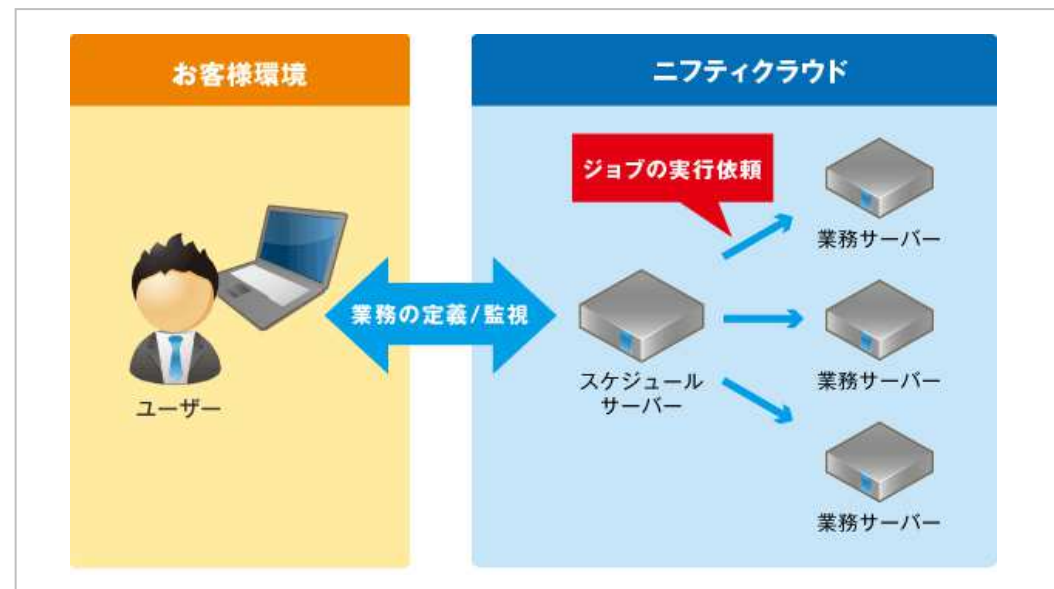 お客様環境
ニフティクラウド
ジョブの実行依頼
業務サーバー
業務の定義/監視
ユーザー
スケジュール
サーバー
業務サーバー
業務サーバー